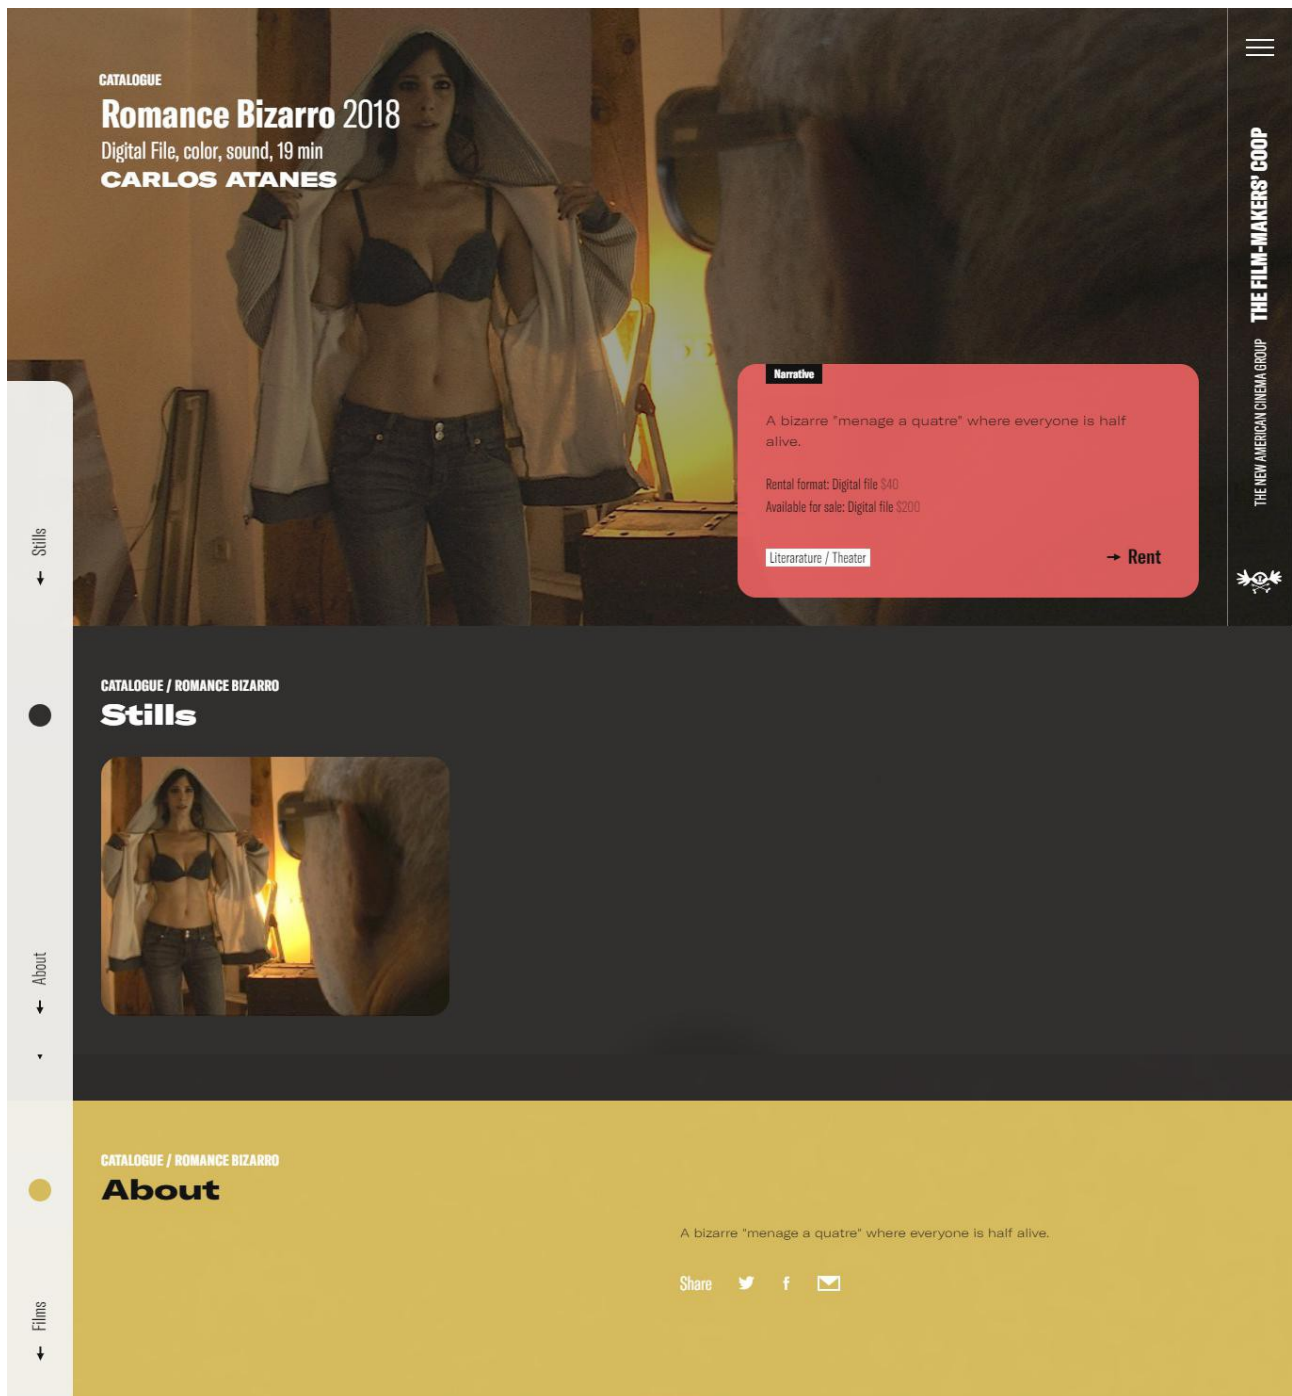 CATALOGUE
Romance Bizarro 2018
Digital File, color, sound, 19 min
CARLOS ATANES
THE NEW AMERICAN CINEMA GROUP THE FILM-MAKERS' COOP
Narrative
A bizarre "menage a quatre" where everyone is half
alive.
Rental format: Digital file $40
Available for sale: Digital file $200
Literarature / Theater
→ Rent
Stills
CATALOGUE / ROMANCE BIZARRO
Stills
About
CATALOGUE / ROMANCE BIZARRO
About
A bizarre "menage a quatre" where everyone is half alive.
Share
Films